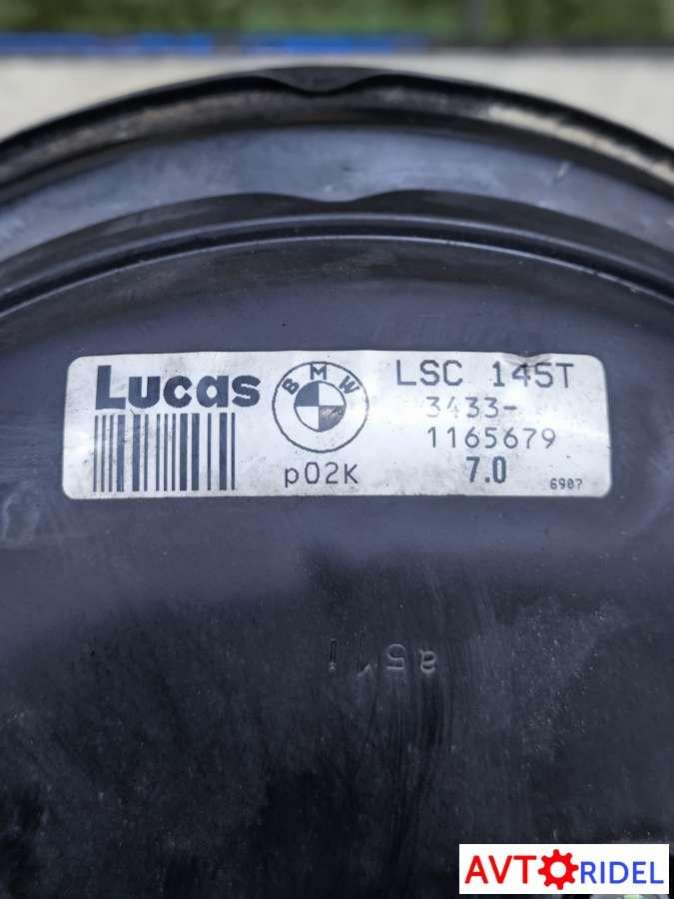 Lucas
BMW
LSC 145T
3433-
1165679
p02K
7.0
6907
AVTORIDEL